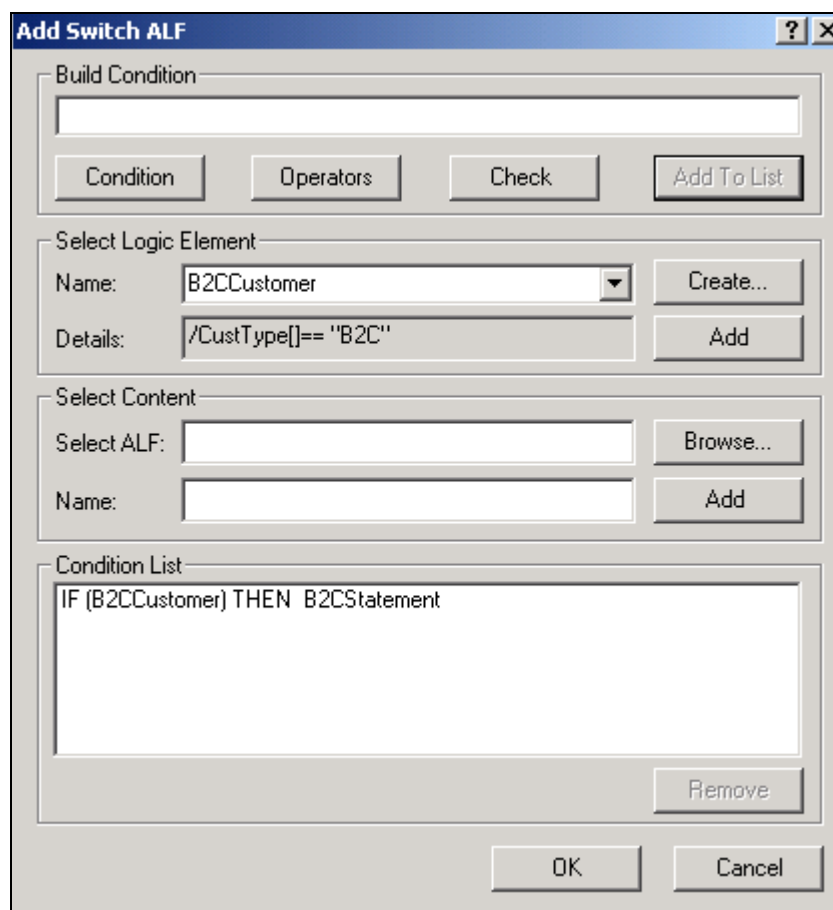 Add Switch ALF
Build Condition
Condition Operators Check Add To List
Select Logic Element
Name: B2CCustomer Create...
Details: /CustType[]== "B2C" Add
Select Content
Select ALF: Browse...
Name: Add
Condition List
IF (B2CCustomer) THEN  B2CStatement
Remove
OK Cancel